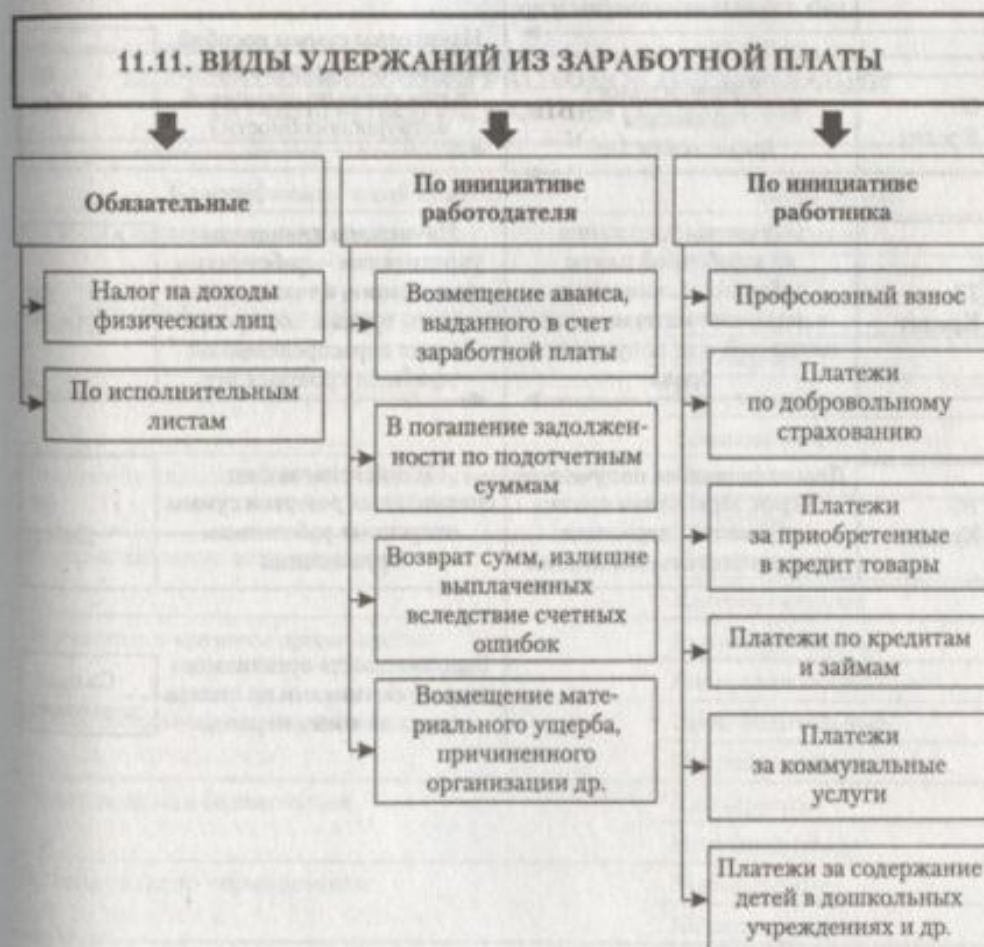 11.11. ВИДЫ УДЕРЖАНИЙ ИЗ ЗАРАБОТНОЙ ПЛАТЫ
Обязательные
Налог на доходы
физических лиц
По исполнительным
листам
По инициативе
работодателя
Возмещение аванса,
выданного в счет
заработной платы
В погашение задолжен-
ности по подотчетным
суммам
Возврат сумм, излишне
выплаченных
вследствие счетных
ошибок
Возмещение мате-
риального ущерба,
причиненного
организации др.
По инициативе
работника
Профсоюзный взнос
Платежи
по добровольному
страхованию
Платежи
за приобретенные
в кредит товары
Платежи по кредитам
и займам
Платежи
за коммунальные
услуги
Платежи за содержание
детей в дошкольных
учреждениях и др.